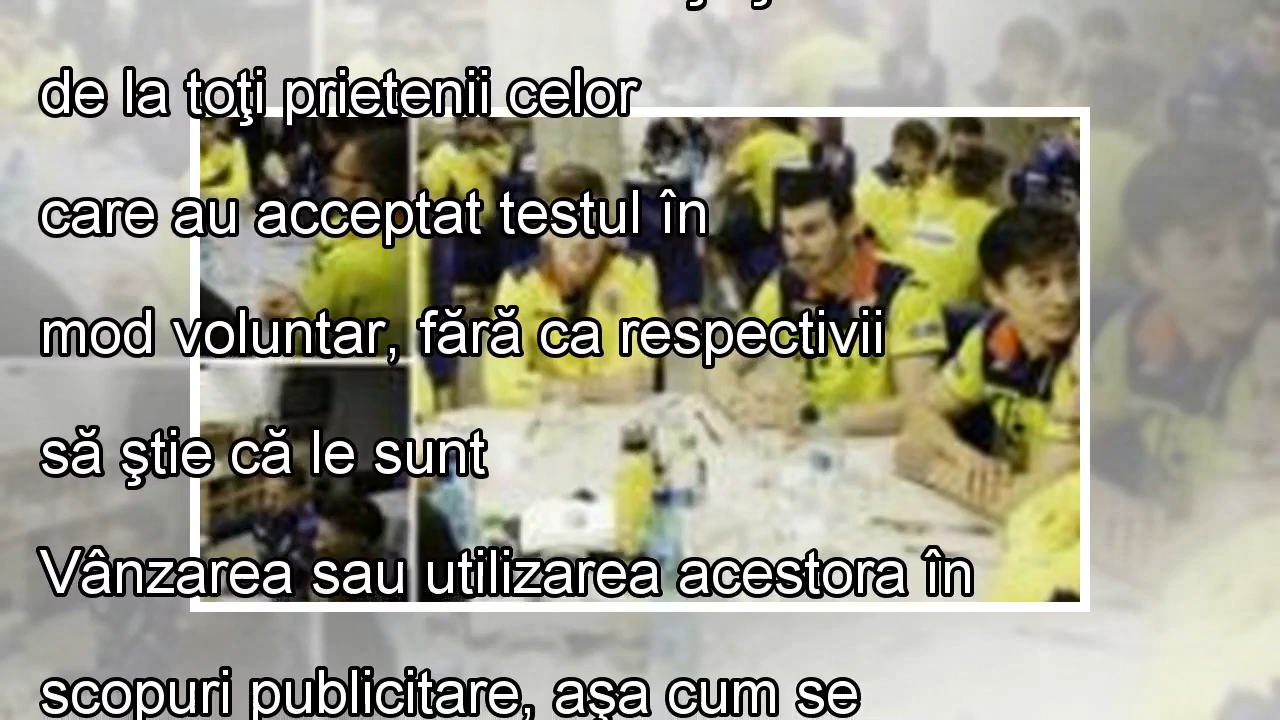 de la toţi prietenii celor
care au acceptat testul în
mod voluntar, fără ca respectivii
să ştie că le sunt
Vânzarea sau utilizarea acestora în
scopuri publicitare, aşa cum se